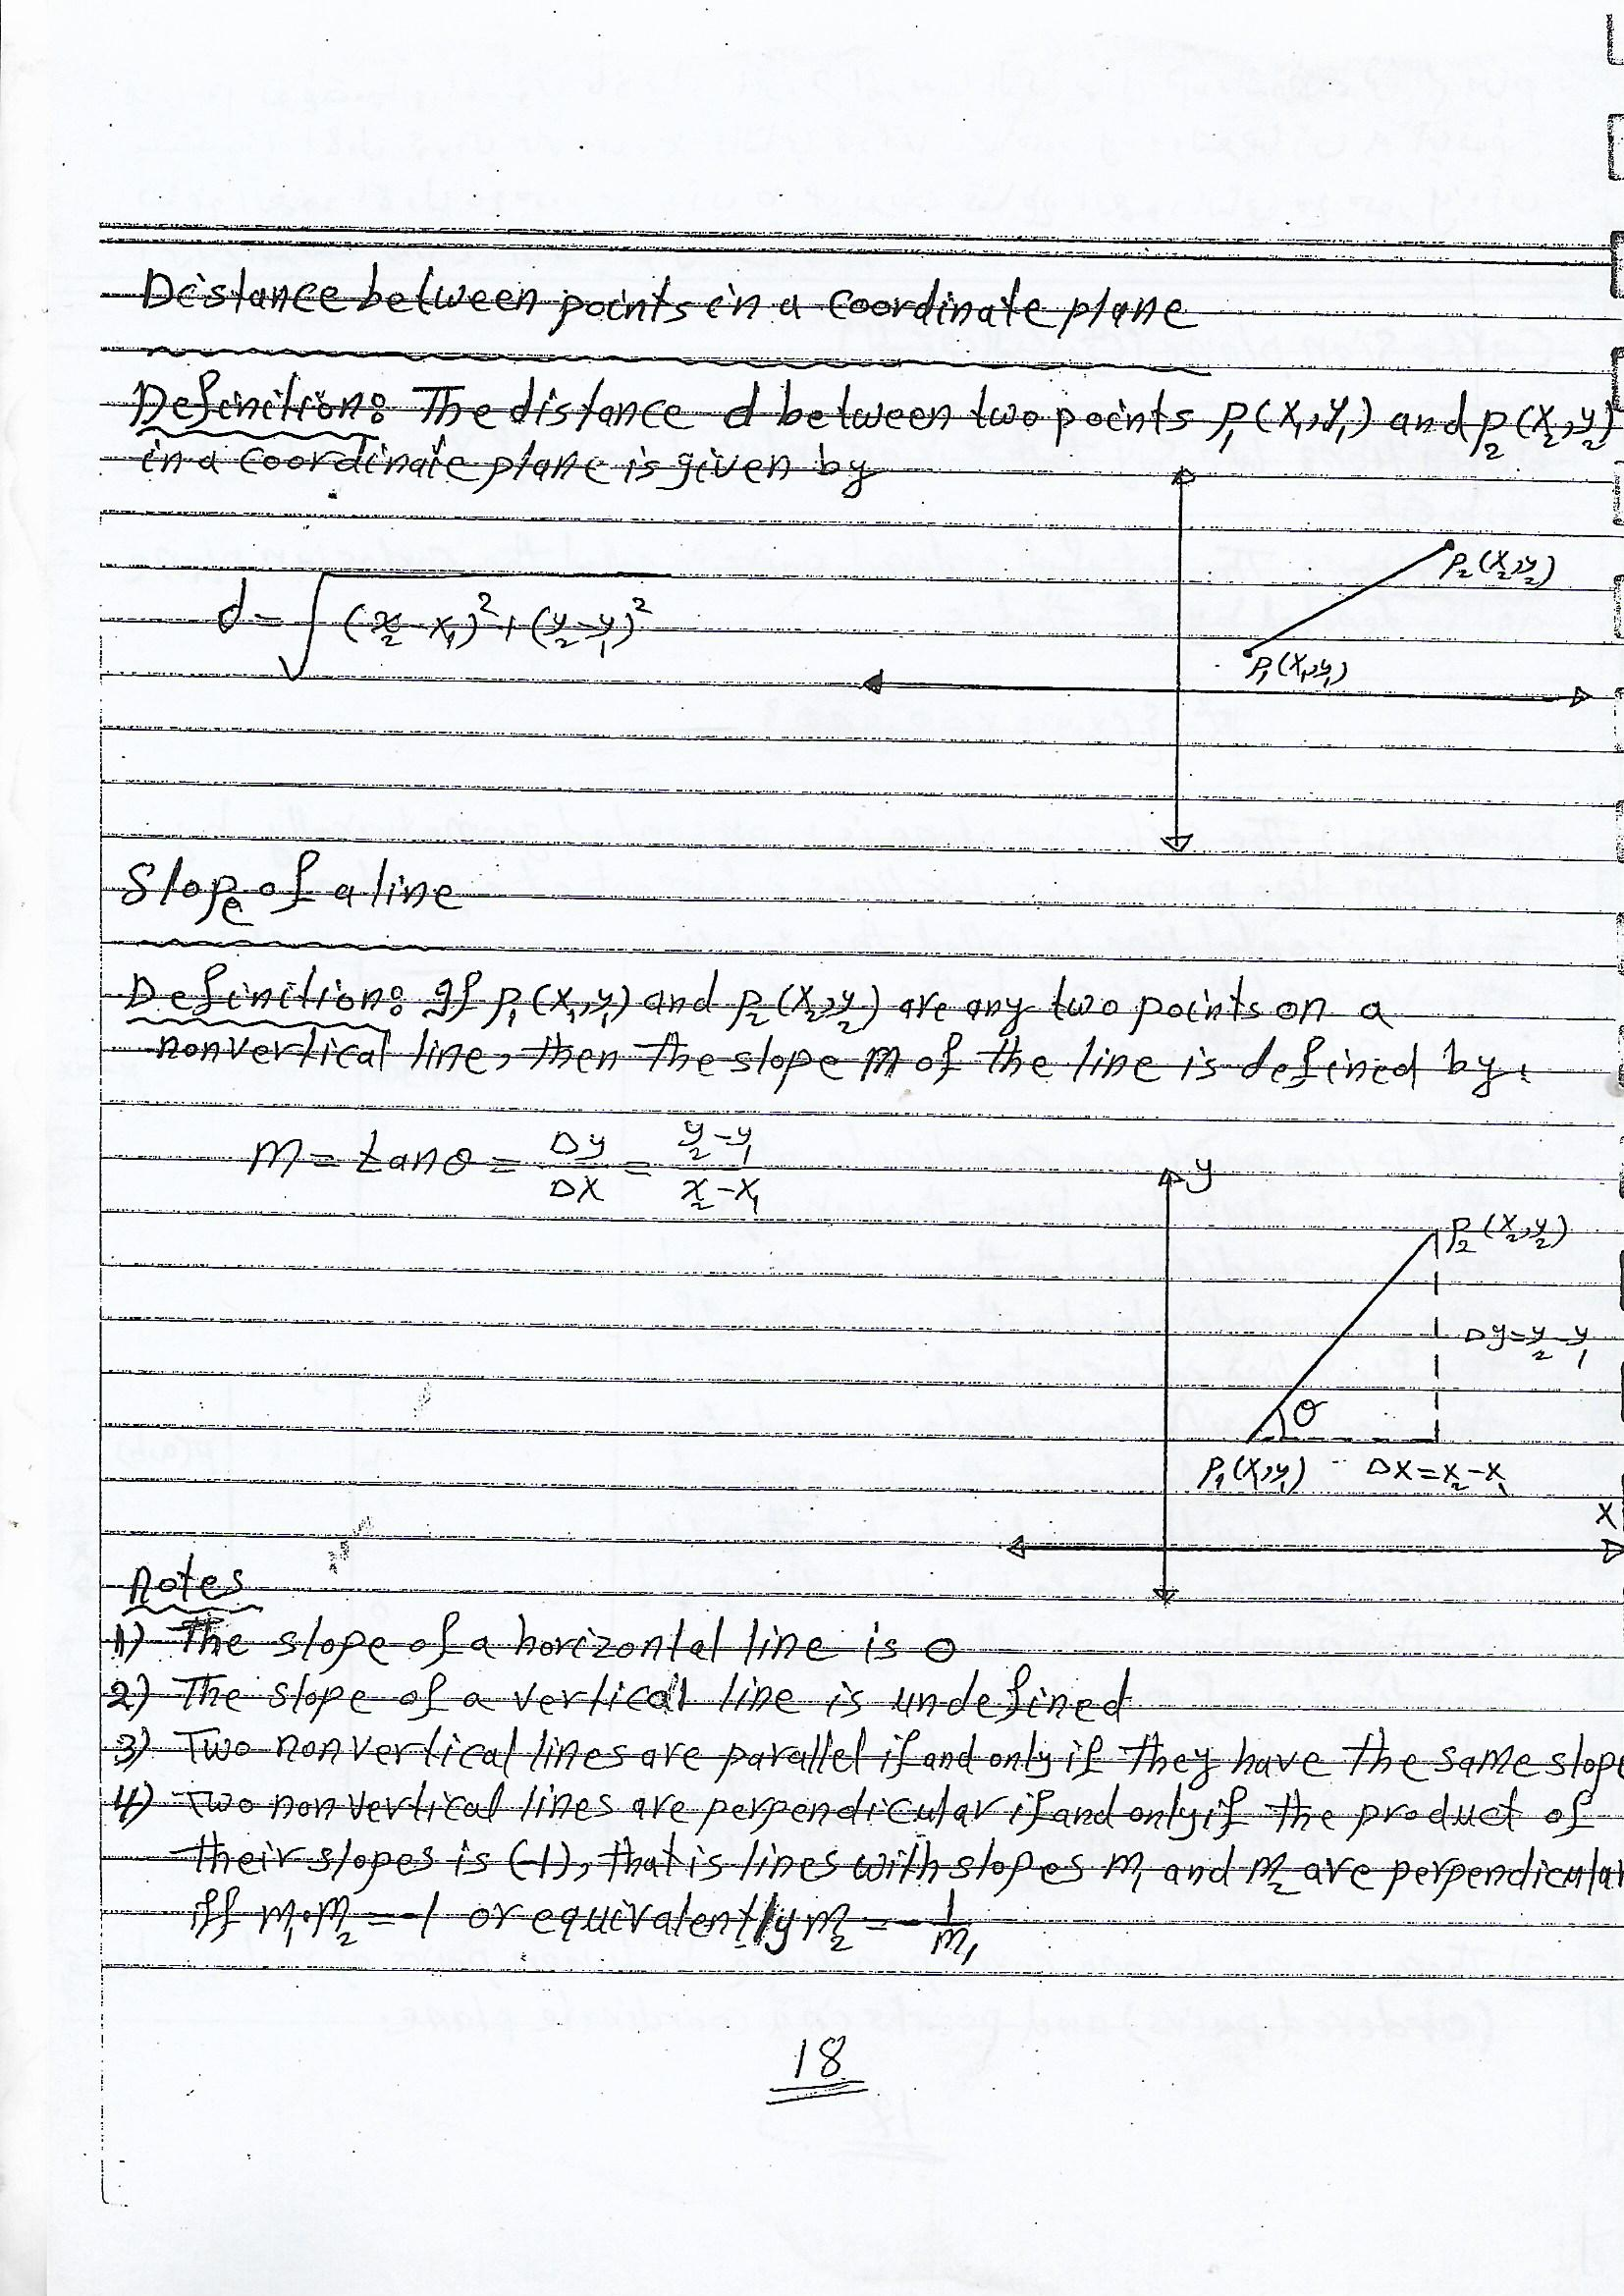 Distance between points in a coordinate plane
Definition: The distance d between two points P₁(x₁,y₁) and P₂(x₂,y₂)
in a coordinate plane is given by
P₂(x₂,y₂)
d = √((x₂-x₁)² + (y₂-y₁)²)
P₁(x₁,y₁)
Slope of a line
Definition: If P₁(x₁,y₁) and P₂(x₂,y₂) are any two points on a
nonvertical line, then the slope m of the line is defined by:
m = tanθ = Δy/Δx = (y₂-y₁)/(x₂-x₁)
y
P₂(x₂,y₂)
Δy=y₂-y₁
θ
P₁(x₁,y₁) Δx=x₂-x₁
x
Notes
1) The slope of a horizontal line is 0
2) The slope of a vertical line is undefined
3) Two nonvertical lines are parallel if and only if they have the same slope
4) Two nonvertical lines are perpendicular if and only if the product of
their slopes is (-1), that is lines with slopes m₁ and m₂ are perpendicular
iff m₁·m₂ = -1 or equivalently m₂ = -1/m₁
18